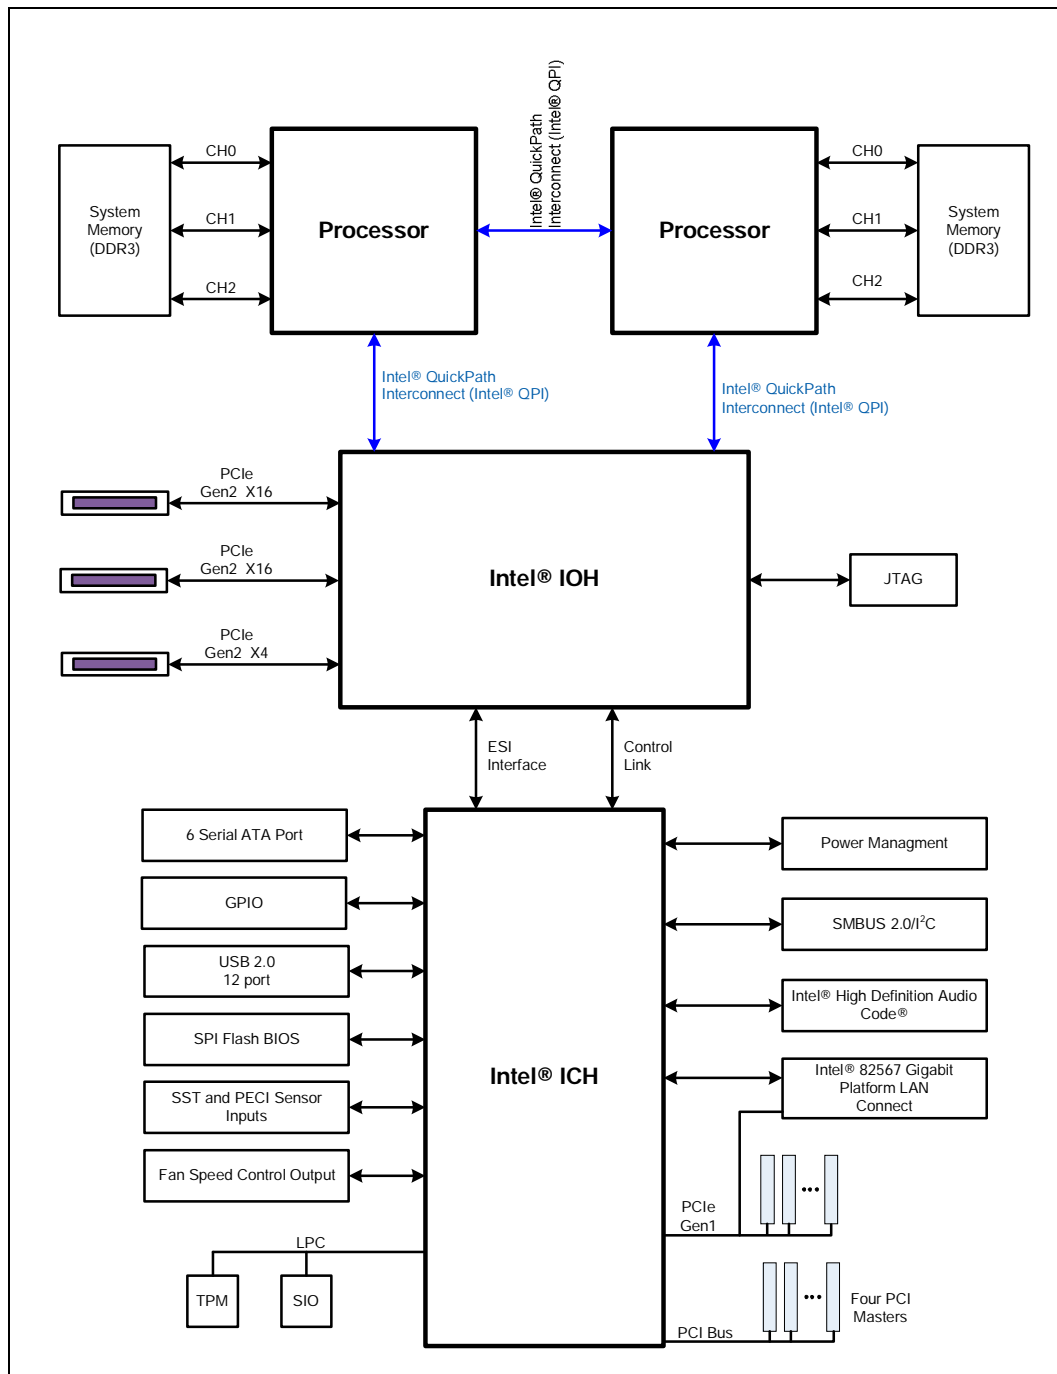 Intel® QuickPath
Interconnect (Intel® QPI)
System
Memory
(DDR3)
CH0
CH1
CH2
Processor
Processor
CH0
CH1
CH2
System
Memory
(DDR3)
Intel® QuickPath
Interconnect (Intel® QPI)
Intel® QuickPath
Interconnect (Intel® QPI)
PCIe
Gen2 X16
PCIe
Gen2 X16
PCIe
Gen2 X4
Intel® IOH
JTAG
ESI
Interface
Control
Link
6 Serial ATA Port
GPIO
USB 2.0
12 port
SPI Flash BIOS
SST and PECI Sensor
Inputs
Fan Speed Control Output
LPC
TPM
SIO
Intel® ICH
Power Managment
SMBUS 2.0/I²C
Intel® High Definition Audio
Code®
Intel® 82567 Gigabit
Platform LAN
Connect
PCIe
Gen1
PCI Bus
Four PCI
Masters